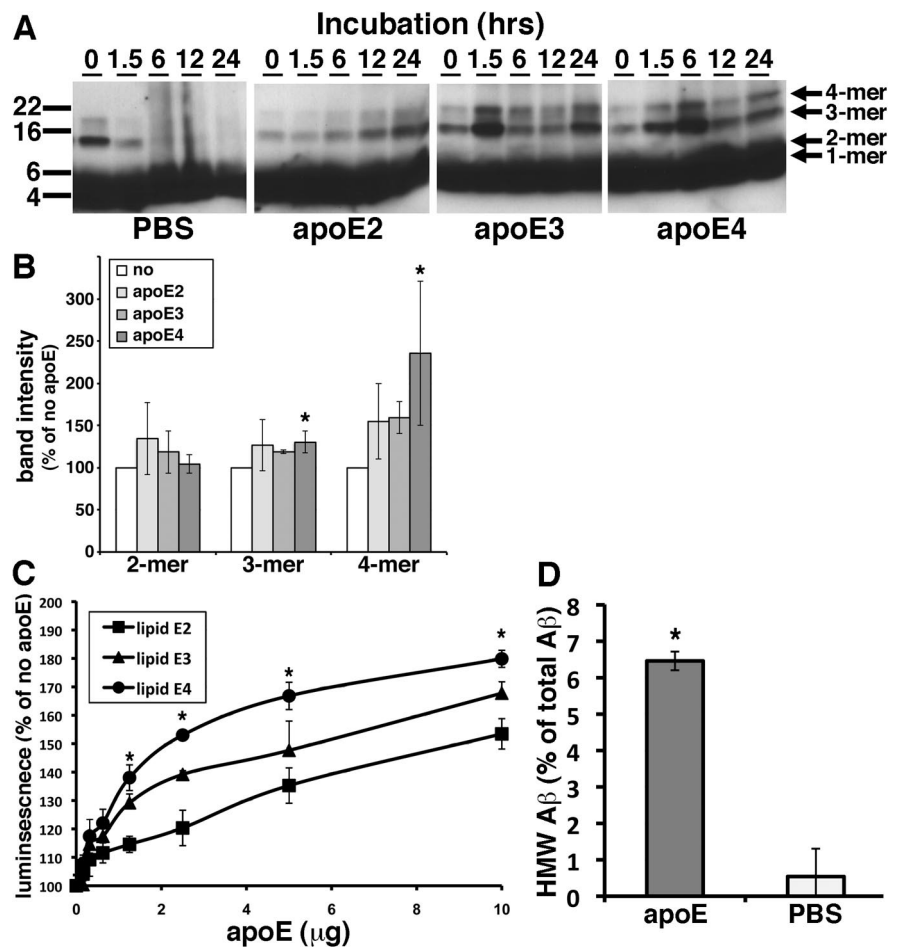 A
Incubation (hrs)
0 1.5 6 12 24 0 1.5 6 12 24 0 1.5 6 12 24 0 1.5 6 12 24
22
16
6
4
4-mer
3-mer
2-mer
1-mer
PBS apoE2 apoE3 apoE4
B
band intensity
(% of no apoE)
300
250
200
150
100
50
0
no
apoE2
apoE3
apoE4
*
*
2-mer 3-mer 4-mer
C
luminsescnece (% of no apoE)
200
190
180
170
160
150
140
130
120
110
100
lipid E2
lipid E3
lipid E4
* * * *
0 2 4 6 8 10
apoE (μg)
D
HMW Aβ (% of total Aβ)
8
7
6
5
4
3
2
1
0
*
apoE PBS